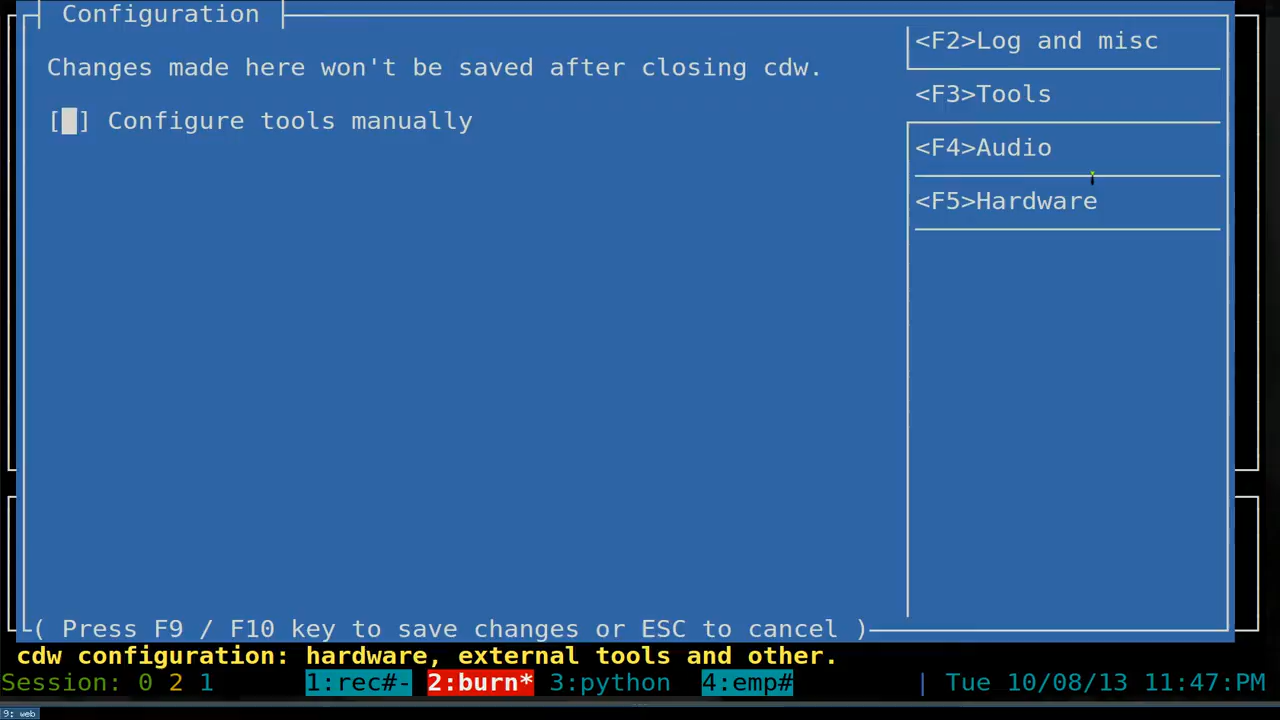 Configuration
<F2>Log and misc
Changes made here won't be saved after closing cdw.
<F3>Tools
[ ] Configure tools manually
<F4>Audio
<F5>Hardware
( Press F9 / F10 key to save changes or ESC to cancel )
cdw configuration: hardware, external tools and other.
Session: 0 2 1 1:rec#- 2:burn* 3:python 4:emp# | Tue 10/08/13 11:47:PM
9: web